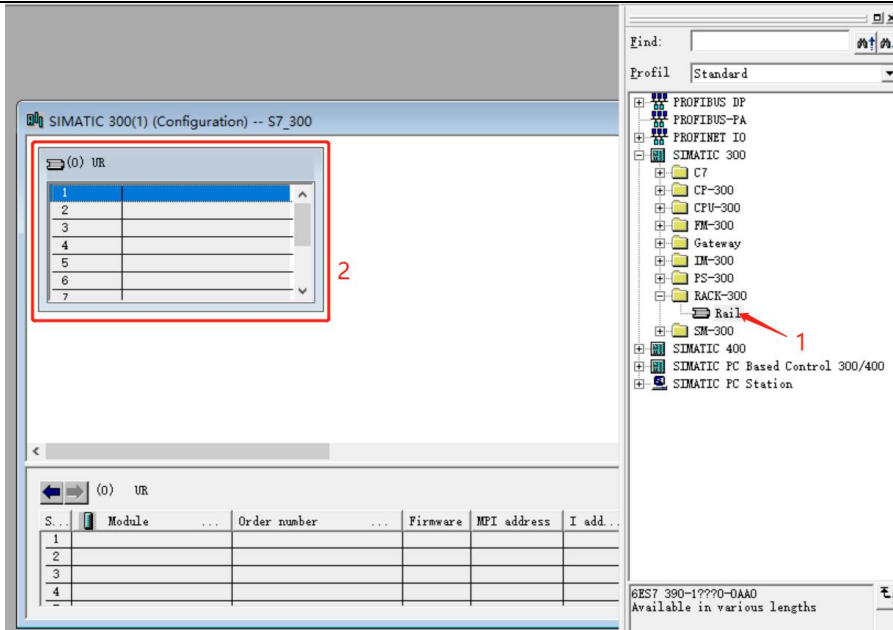 SIMATIC 300(1) (Configuration) -- S7_300
(0) UR
1
2
3
4
5
6
7
2
(0) UR
S... Module ... Order number ... Firmware MPI address I add...
1
2
3
4
Find:
Profil Standard
PROFIBUS DP
PROFIBUS-PA
PROFINET IO
SIMATIC 300
C7
CP-300
CPU-300
FM-300
Gateway
IM-300
PS-300
RACK-300
Rail
1
SM-300
SIMATIC 400
SIMATIC PC Based Control 300/400
SIMATIC PC Station
6ES7 390-1???0-0AA0
Available in various lengths